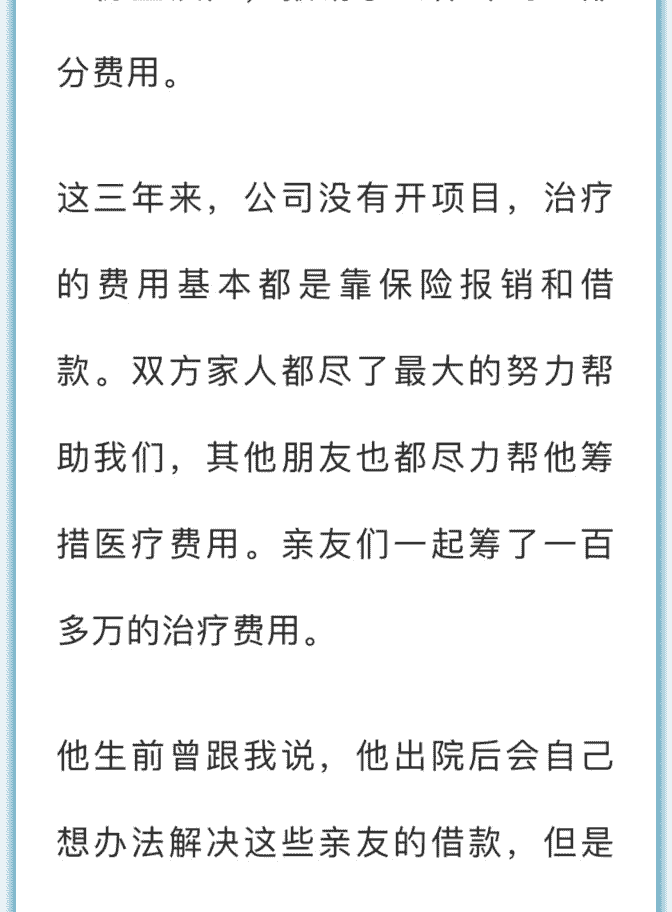 分费用。
这三年来，公司没有开项目，治疗
的费用基本都是靠保险报销和借
款。双方家人都尽了最大的努力帮
助我们，其他朋友也都尽力帮他筹
措医疗费用。亲友们一起筹了一百
多万的治疗费用。
他生前曾跟我说，他出院后会自己
想办法解决这些亲友的借款，但是